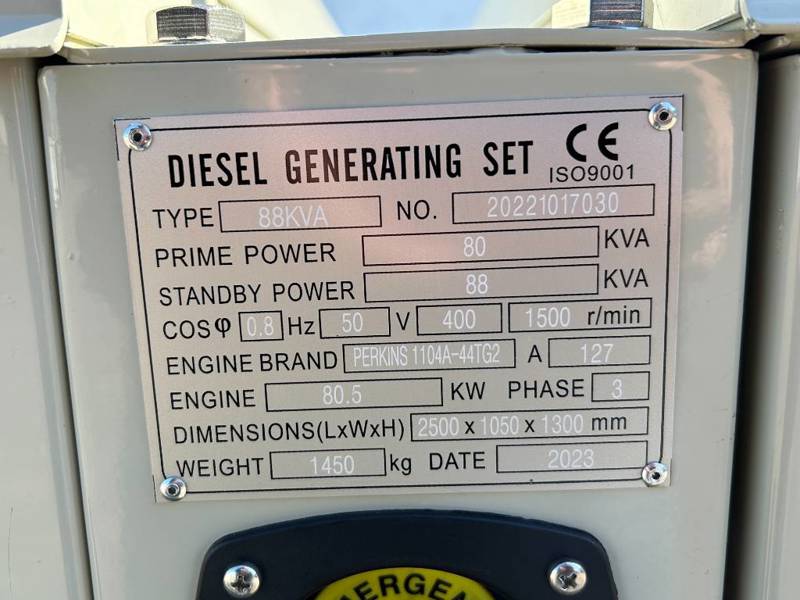 DIESEL GENERATING SET CE
ISO9001
TYPE 88KVA NO. 20221017030
PRIME POWER 80 KVA
STANDBY POWER 88 KVA
COSφ 0.8 Hz 50 V 400 1500 r/min
ENGINE BRAND PERKINS 1104A-44TG2 A 127
ENGINE 80.5 KW PHASE 3
DIMENSIONS(LxWxH) 2500 x 1050 x 1300 mm
WEIGHT 1450 kg DATE 2023